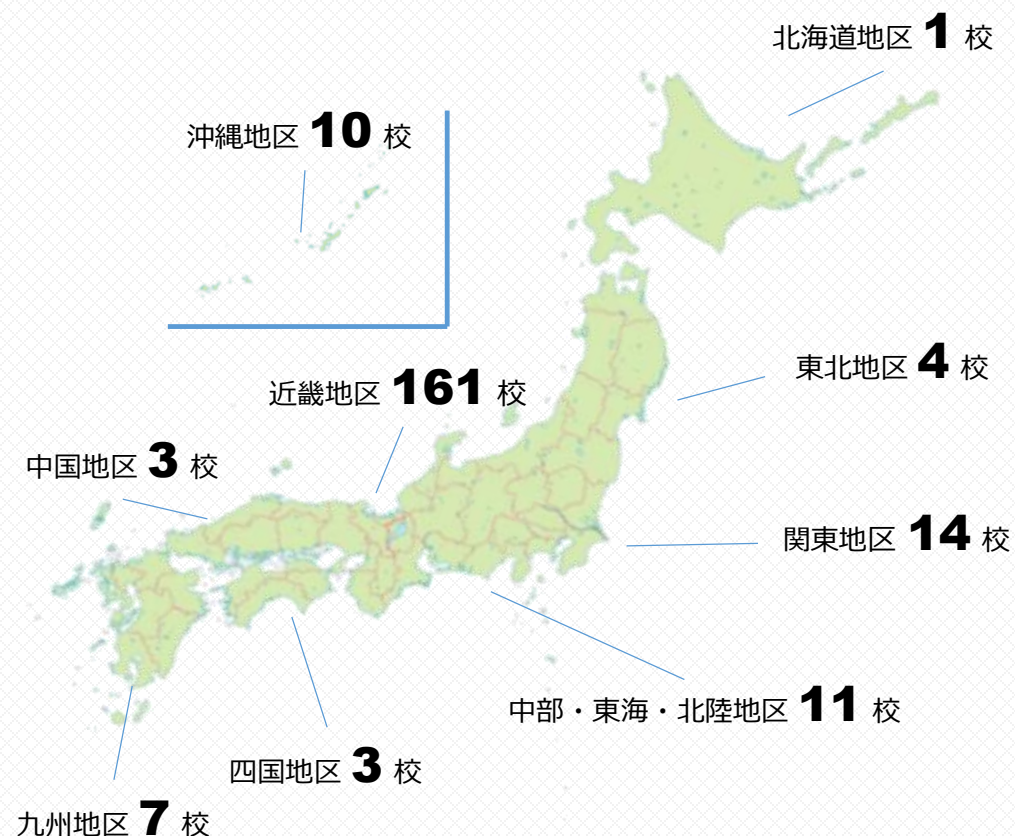 北海道地区 1 校
沖縄地区 10 校
東北地区 4 校
近畿地区 161 校
中国地区 3 校
関東地区 14 校
中部・東海・北陸地区 11 校
四国地区 3 校
九州地区 7 校